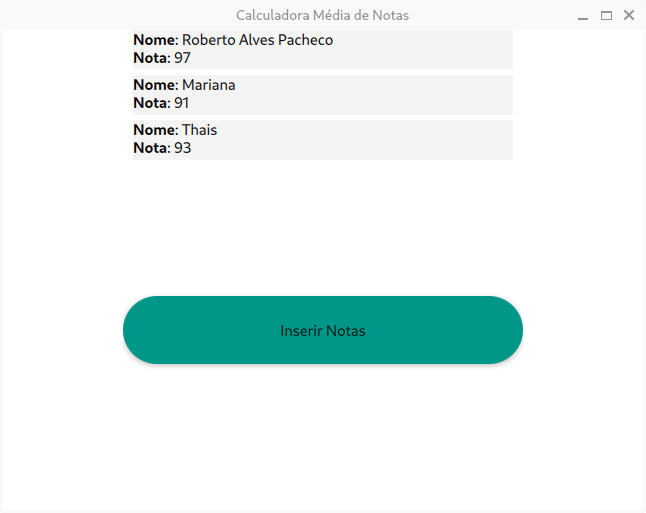 Calculadora Média de Notas
Nome: Roberto Alves Pacheco
Nota: 97
Nome: Mariana
Nota: 91
Nome: Thais
Nota: 93
Inserir Notas